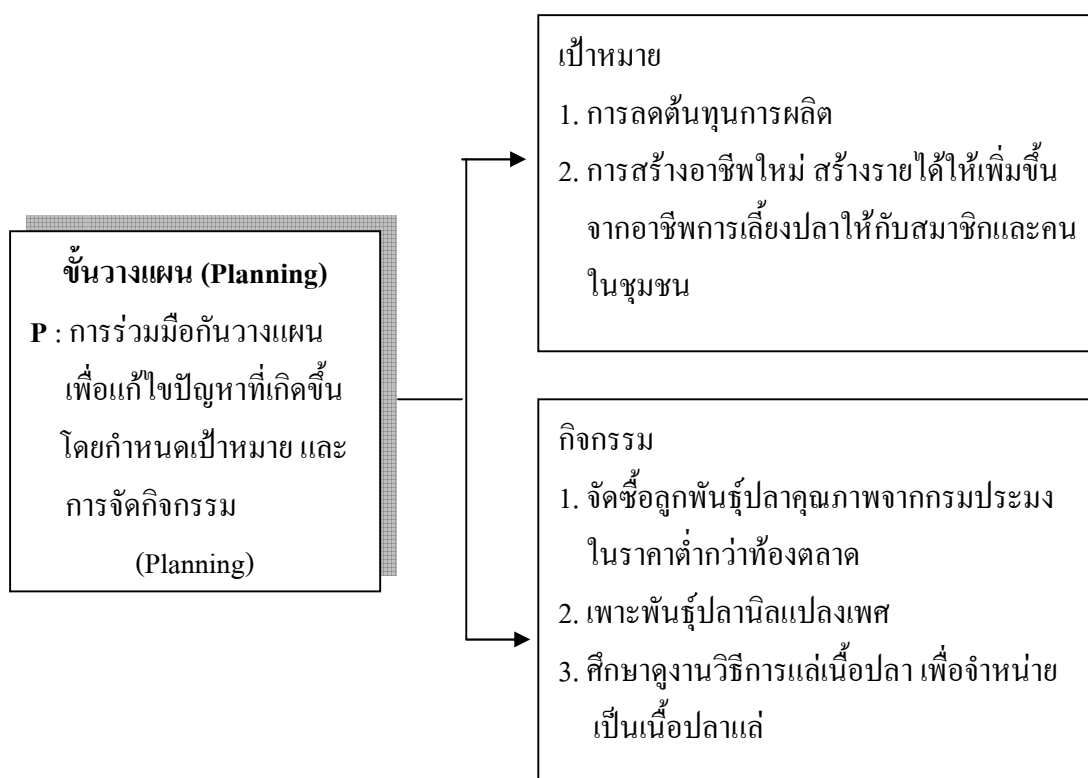 ขั้นวางแผน (Planning)
P : การร่วมมือกันวางแผน
เพื่อแก้ไขปัญหาที่เกิดขึ้น
โดยกำหนดเป้าหมาย และ
การจัดกิจกรรม
(Planning)
เป้าหมาย
1. การลดต้นทุนการผลิต
2. การสร้างอาชีพใหม่ สร้างรายได้ให้เพิ่มขึ้น
จากอาชีพการเลี้ยงปลาให้กับสมาชิกและคน
ในชุมชน
กิจกรรม
1. จัดซื้อลูกพันธุ์ปลาคุณภาพจากกรมประมง
ในราคาต่ำกว่าท้องตลาด
2. เพาะพันธุ์ปลานิลแปลงเพศ
3. ศึกษาดูงานวิธีการแล่เนื้อปลา เพื่อจำหน่าย
เป็นเนื้อปลาแล่